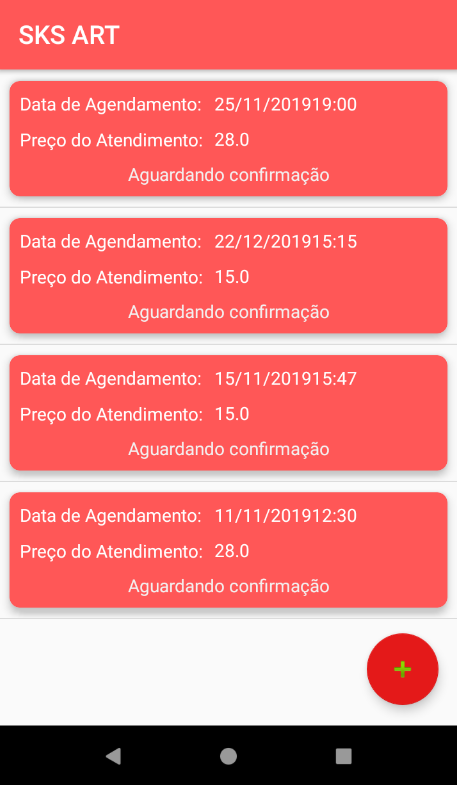 SKS ART
Data de Agendamento: 25/11/201919:00
Preço do Atendimento: 28.0
Aguardando confirmação
Data de Agendamento: 22/12/201915:15
Preço do Atendimento: 15.0
Aguardando confirmação
Data de Agendamento: 15/11/201915:47
Preço do Atendimento: 15.0
Aguardando confirmação
Data de Agendamento: 11/11/201912:30
Preço do Atendimento: 28.0
Aguardando confirmação
+